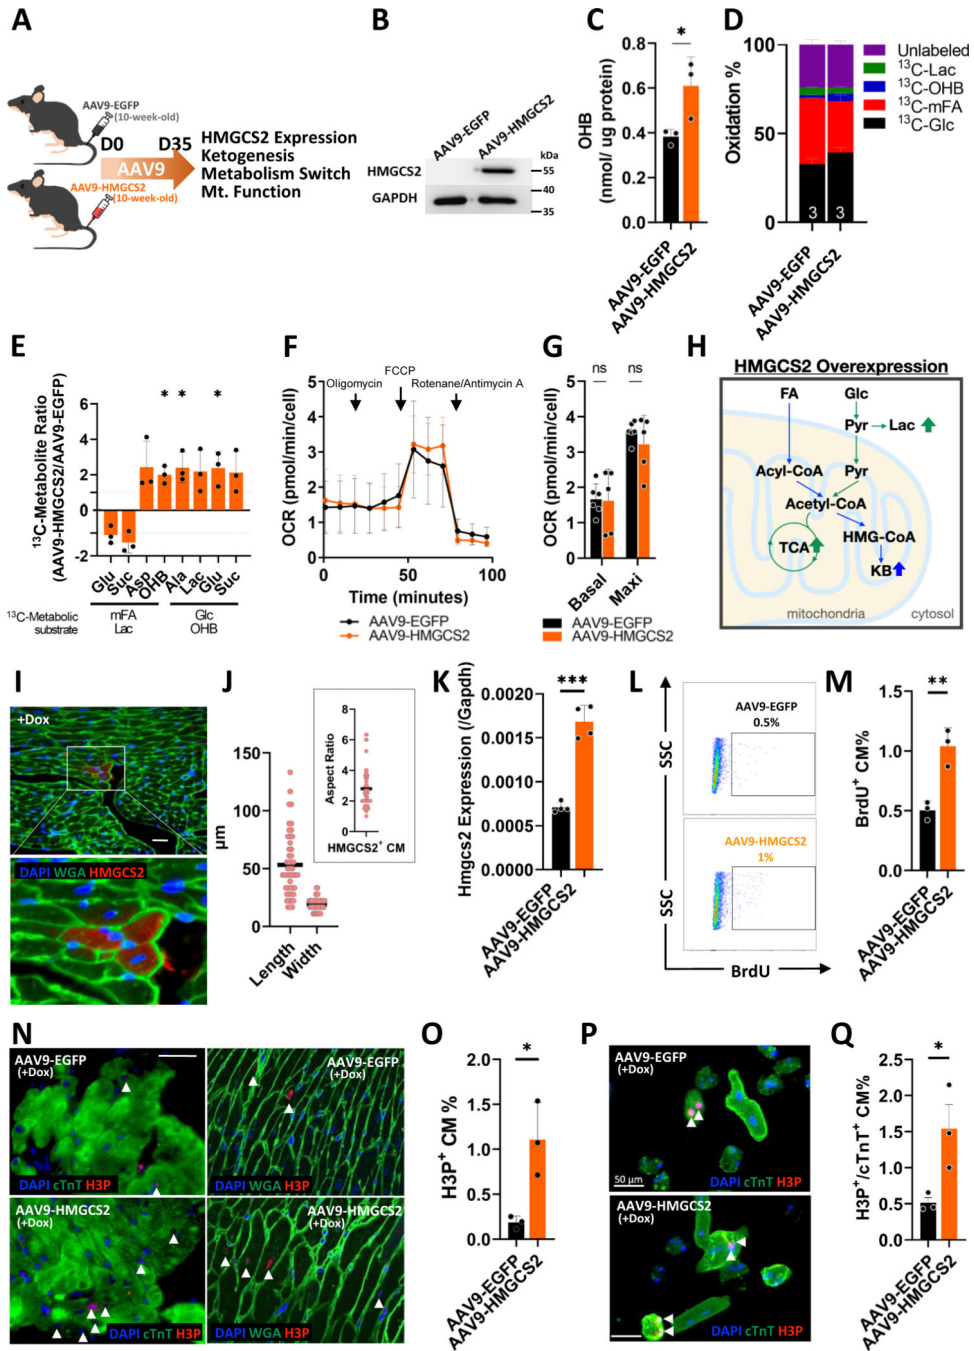 A
AAV9-EGFP
(10-week-old)
D0
D35
AAV9
AAV9-HMGCS2
(10-week-old)
HMGCS2 Expression
Ketogenesis
Metabolism Switch
Mt. Function
B
AAV9-EGFP
AAV9-HMGCS2
kDa
HMGCS2
55
40
GAPDH
35
C
*
OHB
(nmol/ ug protein)
0.8
0.6
0.4
0.2
0.0
AAV9-EGFP
AAV9-HMGCS2
D
Oxidation %
100
50
0
3
3
AAV9-EGFP
AAV9-HMGCS2
Unlabeled
¹³C-Lac
¹³C-OHB
¹³C-mFA
¹³C-Glc
E
¹³C-Metabolite Ratio
(AAV9-HMGCS2/AAV9-EGFP)
6
4
2
0
-2
* * *
Glu
Suc
Asp
OHB
Ala
Lac
Glu
Suc
¹³C-Metabolic
substrate
mFA
Lac
Glc
OHB
F
OCR (pmol/min/cell)
5
4
3
2
1
0
Oligomycin
FCCP
Rotenane/Antimycin A
0
50
100
Time (minutes)
AAV9-EGFP
AAV9-HMGCS2
G
OCR (pmol/min/cell)
5
4
3
2
1
0
ns
ns
Basal
Maxi
AAV9-EGFP
AAV9-HMGCS2
H
HMGCS2 Overexpression
FA
Glc
Pyr
Lac
Acyl-CoA
Pyr
Acetyl-CoA
TCA
HMG-CoA
KB
mitochondria
cytosol
I
+Dox
DAPI WGA HMGCS2
J
µm
150
100
50
0
Length
Width
Aspect Ratio
8
6
4
2
0
HMGCS2⁺ CM
K
Hmgcs2 Expression (/Gapdh)
0.0020
0.0015
0.0010
0.0005
0.0000
***
AAV9-EGFP
AAV9-HMGCS2
L
SSC
AAV9-EGFP
0.5%
SSC
AAV9-HMGCS2
1%
BrdU
M
BrdU⁺ CM%
1.5
1.0
0.5
0.0
**
AAV9-EGFP
AAV9-HMGCS2
N
AAV9-EGFP
(+Dox)
DAPI cTnT H3P
AAV9-EGFP
(+Dox)
DAPI WGA H3P
AAV9-HMGCS2
(+Dox)
DAPI cTnT H3P
AAV9-HMGCS2
(+Dox)
DAPI WGA H3P
O
H3P⁺ CM %
2.0
1.5
1.0
0.5
0.0
*
AAV9-EGFP
AAV9-HMGCS2
P
AAV9-EGFP
(+Dox)
50 µm
DAPI cTnT H3P
AAV9-HMGCS2
(+Dox)
DAPI cTnT H3P
Q
H3P⁺/cTnT⁺ CM%
2.5
2.0
1.5
1.0
0.5
0.0
*
AAV9-EGFP
AAV9-HMGCS2